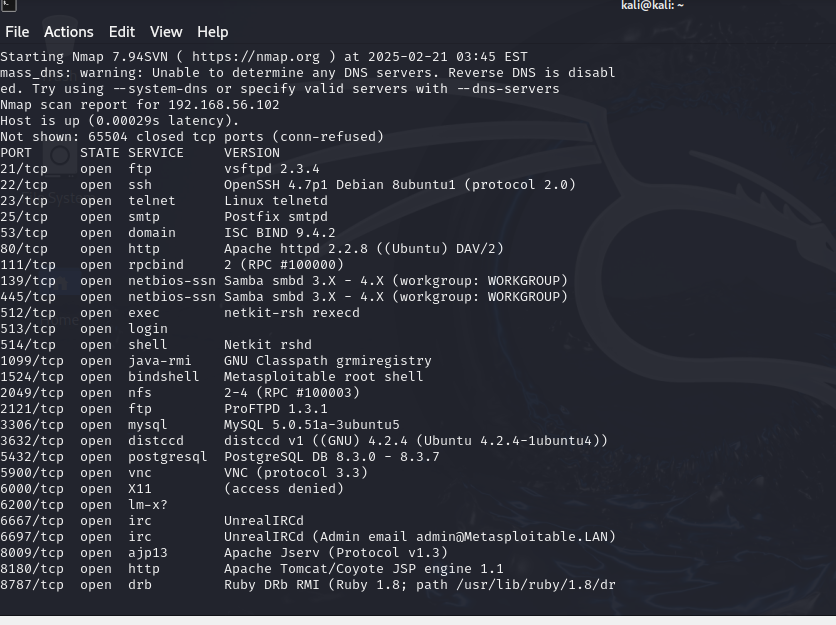 kali@kali: ~
File Actions Edit View Help
Starting Nmap 7.94SVN ( https://nmap.org ) at 2025-02-21 03:45 EST
mass_dns: warning: Unable to determine any DNS servers. Reverse DNS is disabl
ed. Try using --system-dns or specify valid servers with --dns-servers
Nmap scan report for 192.168.56.102
Host is up (0.00029s latency).
Not shown: 65504 closed tcp ports (conn-refused)
PORT     STATE SERVICE     VERSION
21/tcp   open  ftp         vsftpd 2.3.4
22/tcp   open  ssh         OpenSSH 4.7p1 Debian 8ubuntu1 (protocol 2.0)
23/tcp   open  telnet      Linux telnetd
25/tcp   open  smtp        Postfix smtpd
53/tcp   open  domain      ISC BIND 9.4.2
80/tcp   open  http        Apache httpd 2.2.8 ((Ubuntu) DAV/2)
111/tcp  open  rpcbind     2 (RPC #100000)
139/tcp  open  netbios-ssn Samba smbd 3.X - 4.X (workgroup: WORKGROUP)
445/tcp  open  netbios-ssn Samba smbd 3.X - 4.X (workgroup: WORKGROUP)
512/tcp  open  exec        netkit-rsh rexecd
513/tcp  open  login
514/tcp  open  shell       Netkit rshd
1099/tcp open  java-rmi    GNU Classpath grmiregistry
1524/tcp open  bindshell   Metasploitable root shell
2049/tcp open  nfs         2-4 (RPC #100003)
2121/tcp open  ftp         ProFTPD 1.3.1
3306/tcp open  mysql       MySQL 5.0.51a-3ubuntu5
3632/tcp open  distccd     distccd v1 ((GNU) 4.2.4 (Ubuntu 4.2.4-1ubuntu4))
5432/tcp open  postgresql  PostgreSQL DB 8.3.0 - 8.3.7
5900/tcp open  vnc         VNC (protocol 3.3)
6000/tcp open  X11         (access denied)
6200/tcp open  lm-x?
6667/tcp open  irc         UnrealIRCd
6697/tcp open  irc         UnrealIRCd (Admin email admin@Metasploitable.LAN)
8009/tcp open  ajp13       Apache Jserv (Protocol v1.3)
8180/tcp open  http        Apache Tomcat/Coyote JSP engine 1.1
8787/tcp open  drb         Ruby DRb RMI (Ruby 1.8; path /usr/lib/ruby/1.8/dr